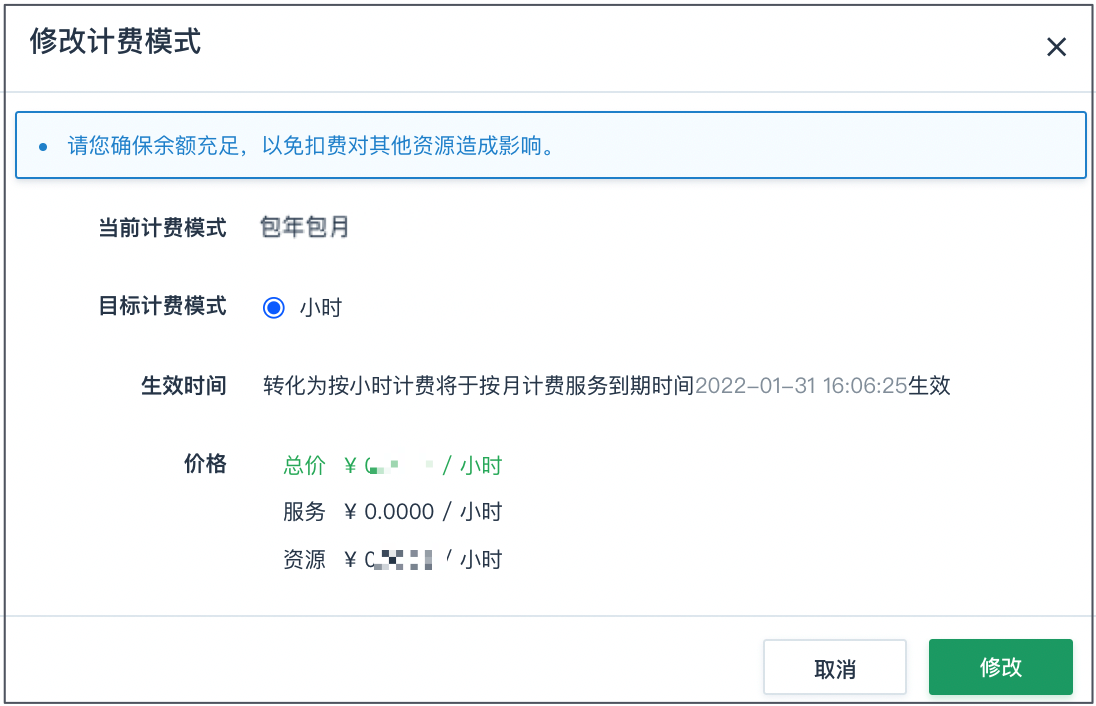 修改计费模式
请您确保余额充足，以免扣费对其他资源造成影响。
当前计费模式 包年包月
目标计费模式 小时
生效时间 转化为按小时计费将于按月计费服务到期时间2022-01-31 16:06:25生效
价格 总价 ¥ / 小时
服务 ¥ 0.0000 / 小时
资源 ¥ / 小时
取消 修改